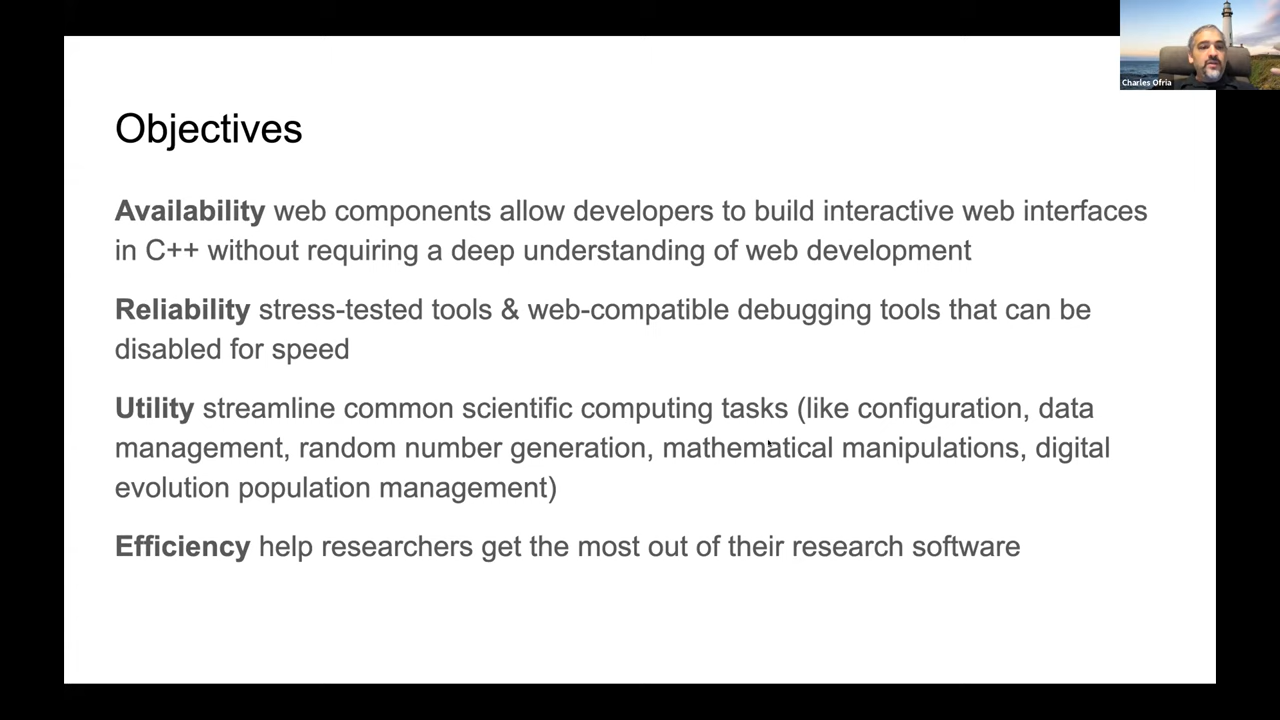 Charles Ofria
Objectives
Availability web components allow developers to build interactive web interfaces
in C++ without requiring a deep understanding of web development
Reliability stress-tested tools & web-compatible debugging tools that can be
disabled for speed
Utility streamline common scientific computing tasks (like configuration, data
management, random number generation, mathematical manipulations, digital
evolution population management)
Efficiency help researchers get the most out of their research software